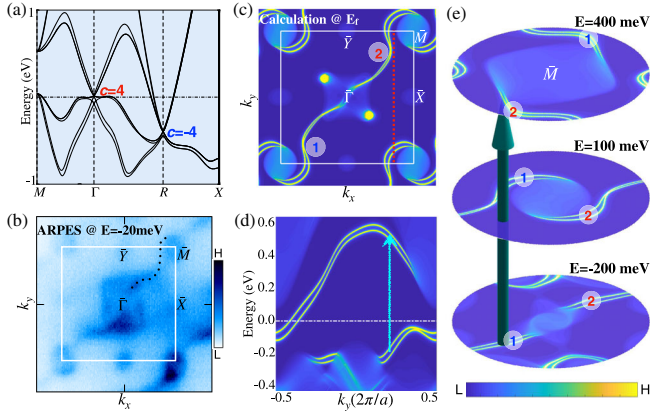 (a)
1
c=4
0
c=-4
-1
Energy (eV)
M
Γ
R
X
(b)
ARPES @ E=-20meV
Ȳ
M̄
Γ̄
X̄
k_y
k_x
H
L
(c)
Calculation @ E_f
Ȳ
M̄
2
Γ̄
X̄
1
k_y
k_x
(d)
0.6
0.4
0.2
0.0
-0.2
-0.4
Energy (eV)
-0.5
k_y(2π/a)
0.5
(e)
E=400 meV
1
M̄
2
E=100 meV
1
2
E=-200 meV
2
1
L
H